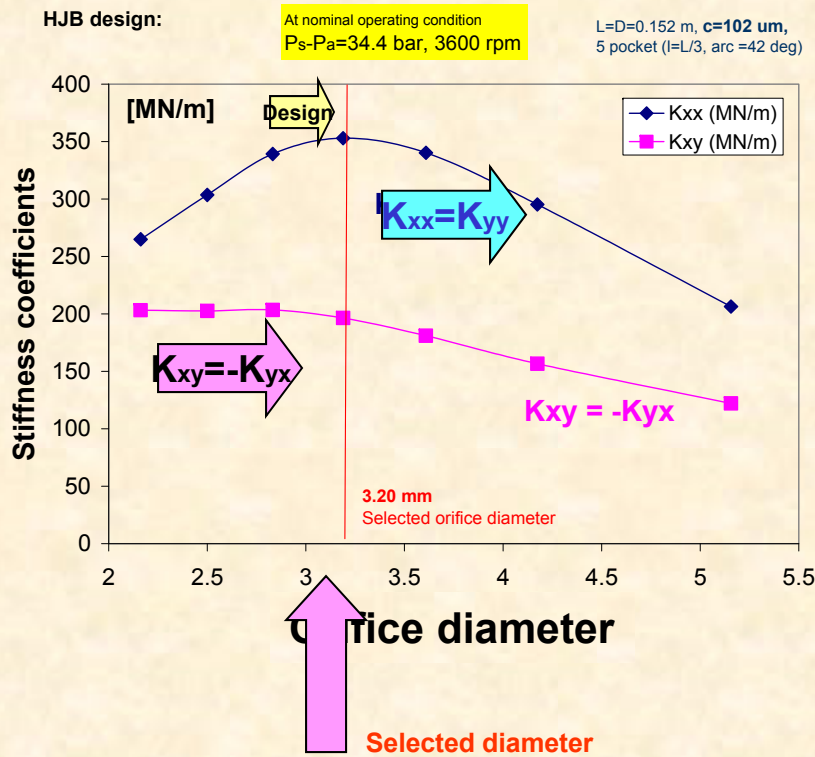 HJB design:
At nominal operating condition
Ps-Pa=34.4 bar, 3600 rpm
L=D=0.152 m, c=102 um,
5 pocket (l=L/3, arc =42 deg)
400
350
300
250
200
150
100
50
0
Stiffness coefficients
[MN/m]
Design
Kxx (MN/m)
Kxy (MN/m)
Kxx=Kyy
Kxy=-Kyx
Kxy = -Kyx
3.20 mm
Selected orifice diameter
2 2.5 3 3.5 4 4.5 5 5.5
Orifice diameter
Selected diameter